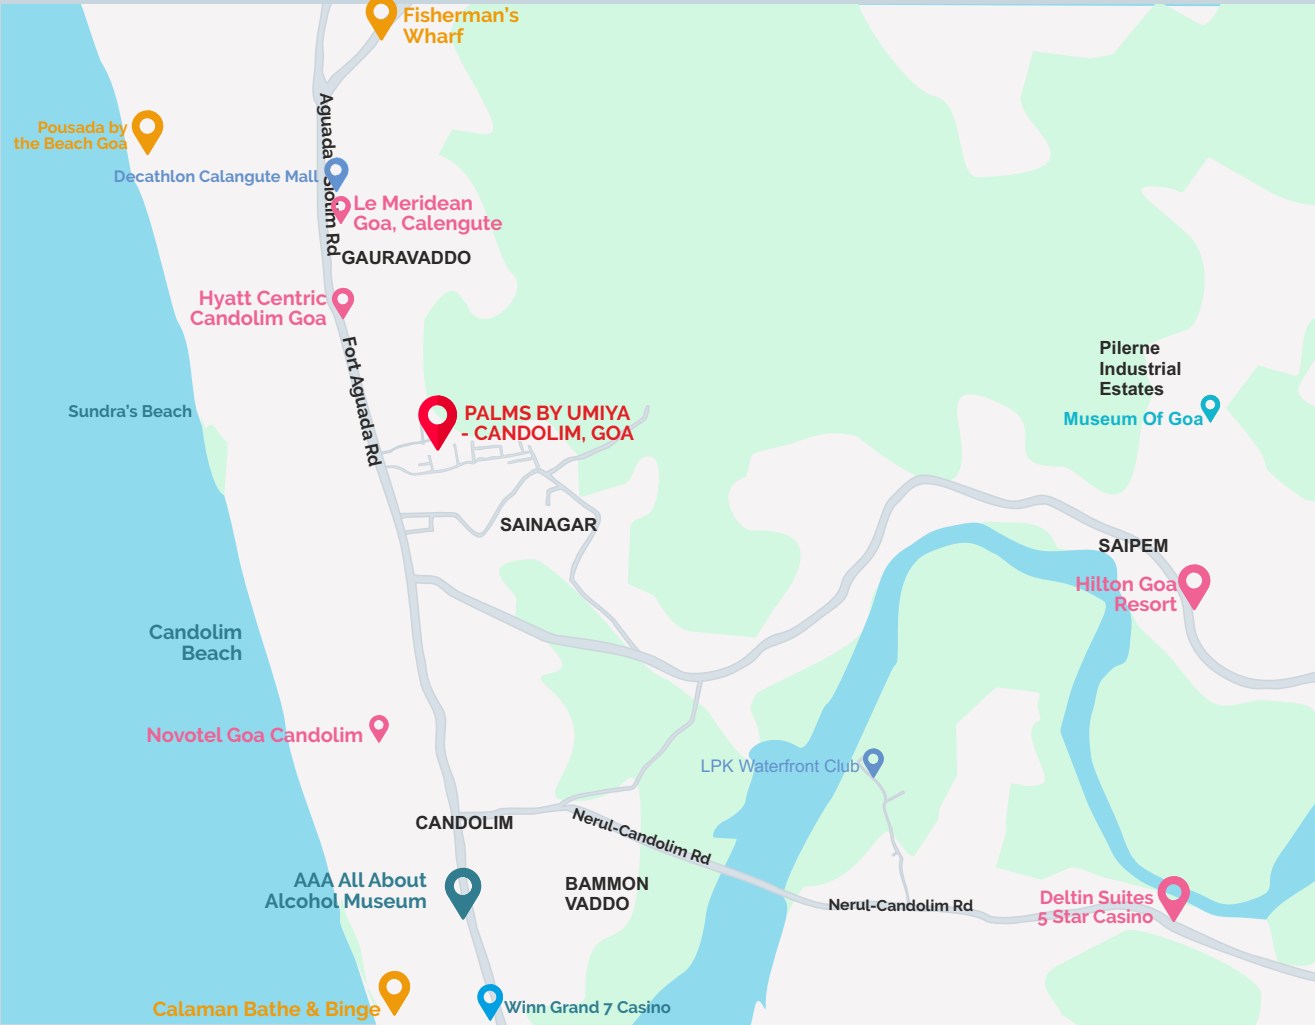 Fisherman's
Wharf
Pousada by
the Beach Goa
Decathlon Calangute Mall
Aguada Siolim Rd
Le Meridean
Goa, Calengute
GAURAVADDO
Hyatt Centric
Candolim Goa
Fort Aguada Rd
Pilerne
Industrial
Estates
Museum Of Goa
Sundra's Beach
PALMS BY UMIYA
- CANDOLIM, GOA
SAINAGAR
SAIPEM
Hilton Goa
Resort
Candolim
Beach
Novotel Goa Candolim
LPK Waterfront Club
CANDOLIM
Nerul-Candolim Rd
AAA All About
Alcohol Museum
BAMMON
VADDO
Nerul-Candolim Rd
Deltin Suites
5 Star Casino
Calaman Bathe & Binge
Winn Grand 7 Casino